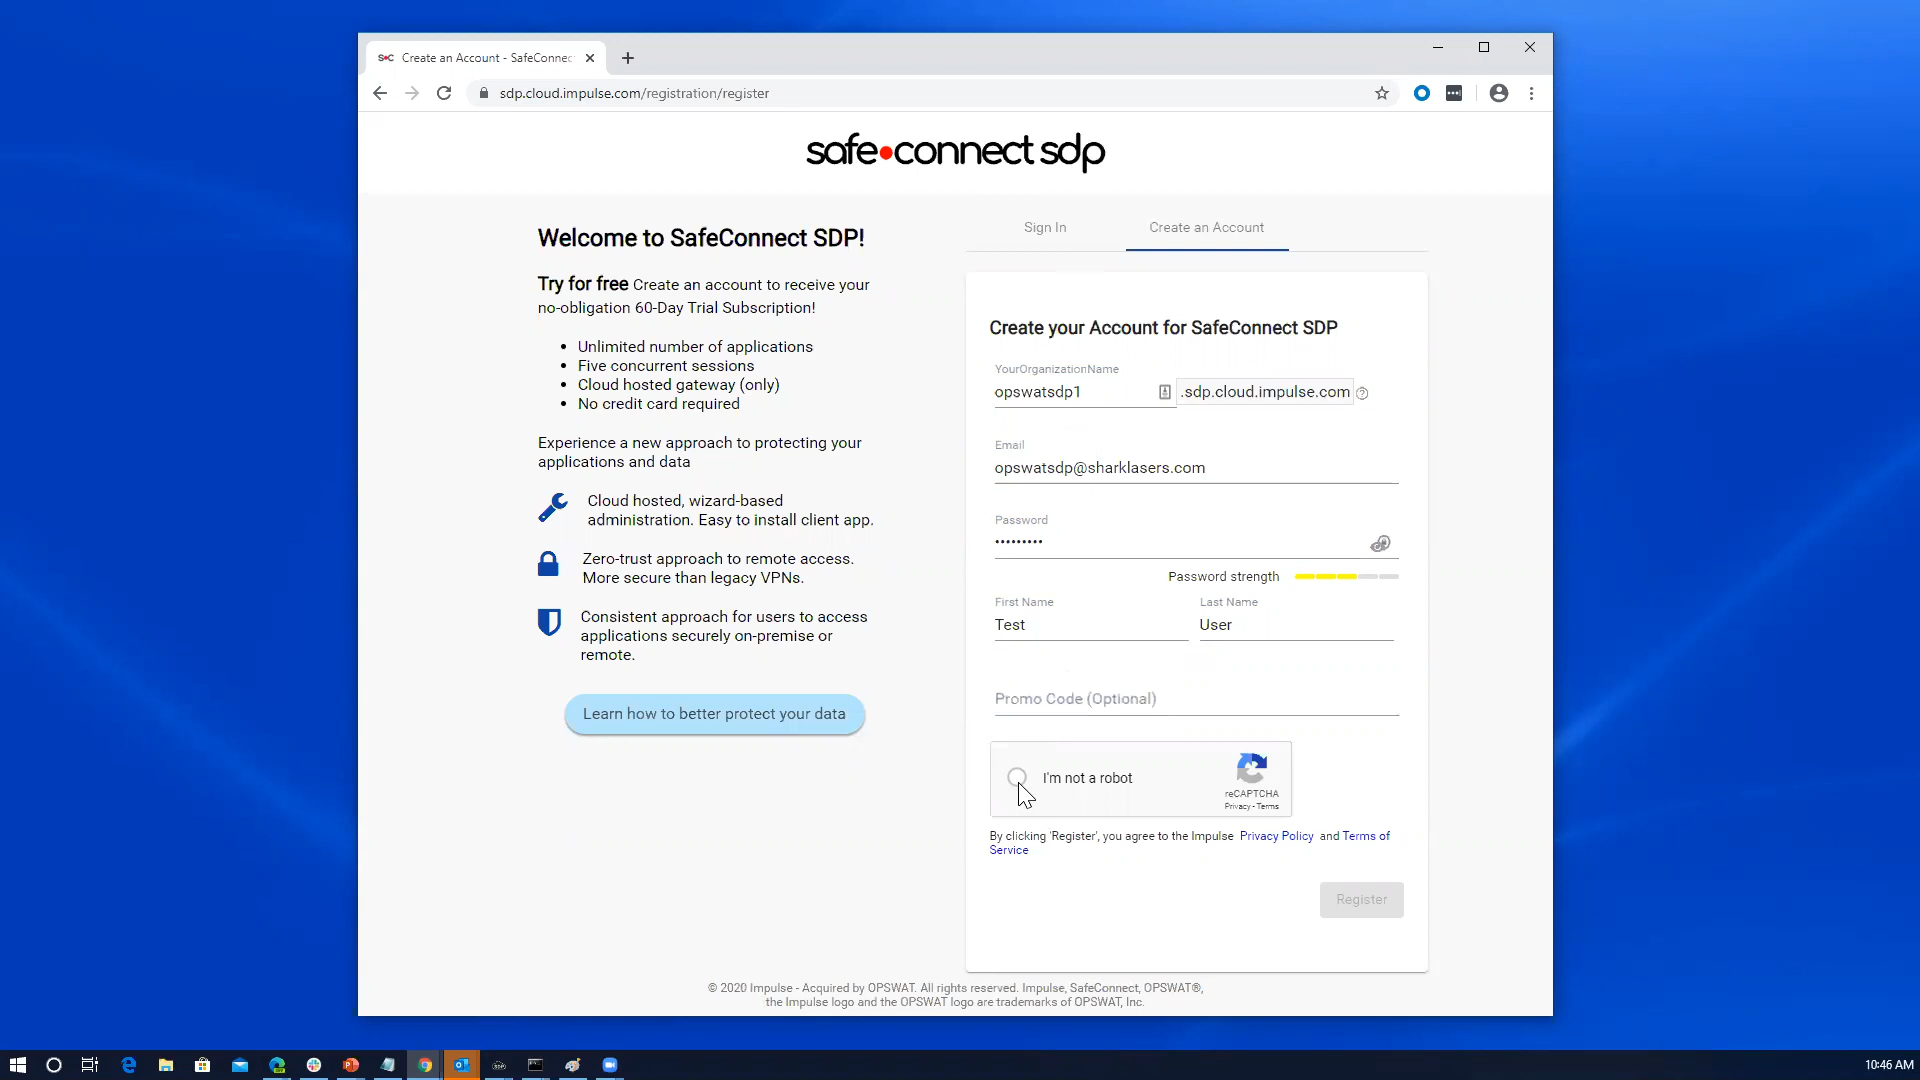 S•C Create an Account - SafeConnec
sdp.cloud.impulse.com/registration/register
safe•connect sdp
Sign In
Create an Account
Welcome to SafeConnect SDP!
Try for free Create an account to receive your
no-obligation 60-Day Trial Subscription!
Unlimited number of applications
Five concurrent sessions
Cloud hosted gateway (only)
No credit card required
Experience a new approach to protecting your
applications and data
Cloud hosted, wizard-based
administration. Easy to install client app.
Zero-trust approach to remote access.
More secure than legacy VPNs.
Consistent approach for users to access
applications securely on-premise or
remote.
Learn how to better protect your data
Create your Account for SafeConnect SDP
YourOrganizationName
opswatsdp1 .sdp.cloud.impulse.com
Email
opswatsdp@sharklasers.com
Password
•••••••••
Password strength
First Name Last Name
Test User
Promo Code (Optional)
I'm not a robot
reCAPTCHA
Privacy - Terms
By clicking 'Register', you agree to the Impulse Privacy Policy and Terms of
Service
Register
© 2020 Impulse - Acquired by OPSWAT. All rights reserved. Impulse, SafeConnect, OPSWAT®,
the Impulse logo and the OPSWAT logo are trademarks of OPSWAT, Inc.
SDP
10:46 AM